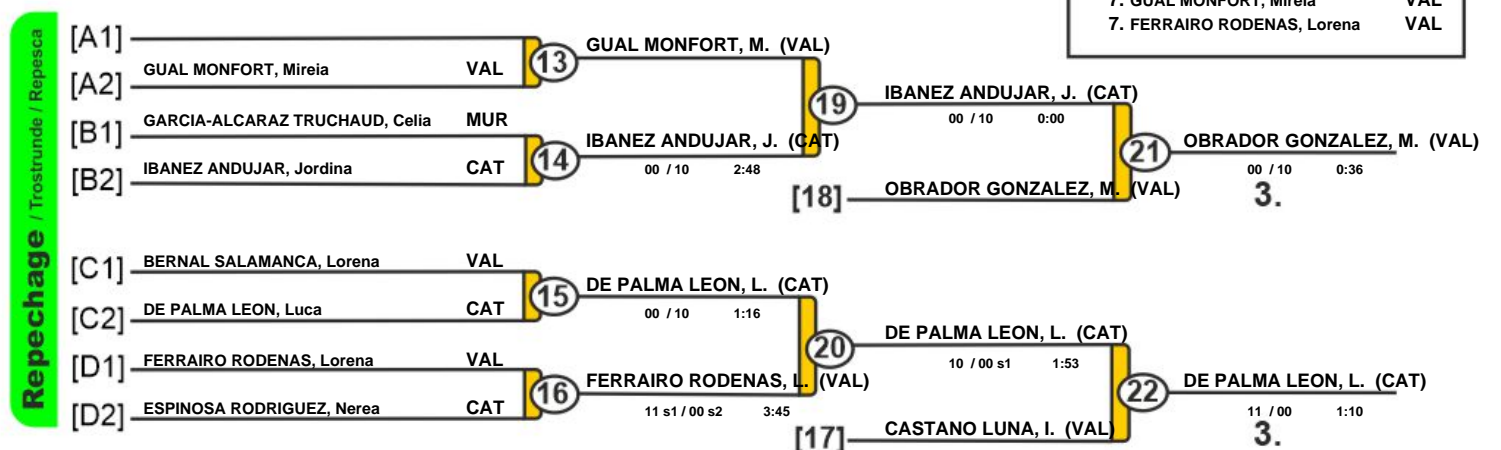 7. GUAL MONFORT, Mireia VAL
7. FERRAIRO RODENAS, Lorena VAL
Repechage / Trostrunde / Repesca
[A1]
GUAL MONFORT, Mireia VAL
[A2]
13
GUAL MONFORT, M. (VAL)
[B1]
GARCIA-ALCARAZ TRUCHAUD, Celia MUR
[B2]
IBANEZ ANDUJAR, Jordina CAT
14
IBANEZ ANDUJAR, J. (CAT)
00 / 10 2:48
19
IBANEZ ANDUJAR, J. (CAT)
00 / 10 0:00
[18]
OBRADOR GONZALEZ, M. (VAL)
21
OBRADOR GONZALEZ, M. (VAL)
00 / 10 0:36
3.
[C1]
BERNAL SALAMANCA, Lorena VAL
[C2]
DE PALMA LEON, Luca CAT
15
DE PALMA LEON, L. (CAT)
00 / 10 1:16
[D1]
FERRAIRO RODENAS, Lorena VAL
[D2]
ESPINOSA RODRIGUEZ, Nerea CAT
16
FERRAIRO RODENAS, L. (VAL)
11 s1 / 00 s2 3:45
20
DE PALMA LEON, L. (CAT)
10 / 00 s1 1:53
[17]
CASTANO LUNA, I. (VAL)
22
DE PALMA LEON, L. (CAT)
11 / 00 1:10
3.